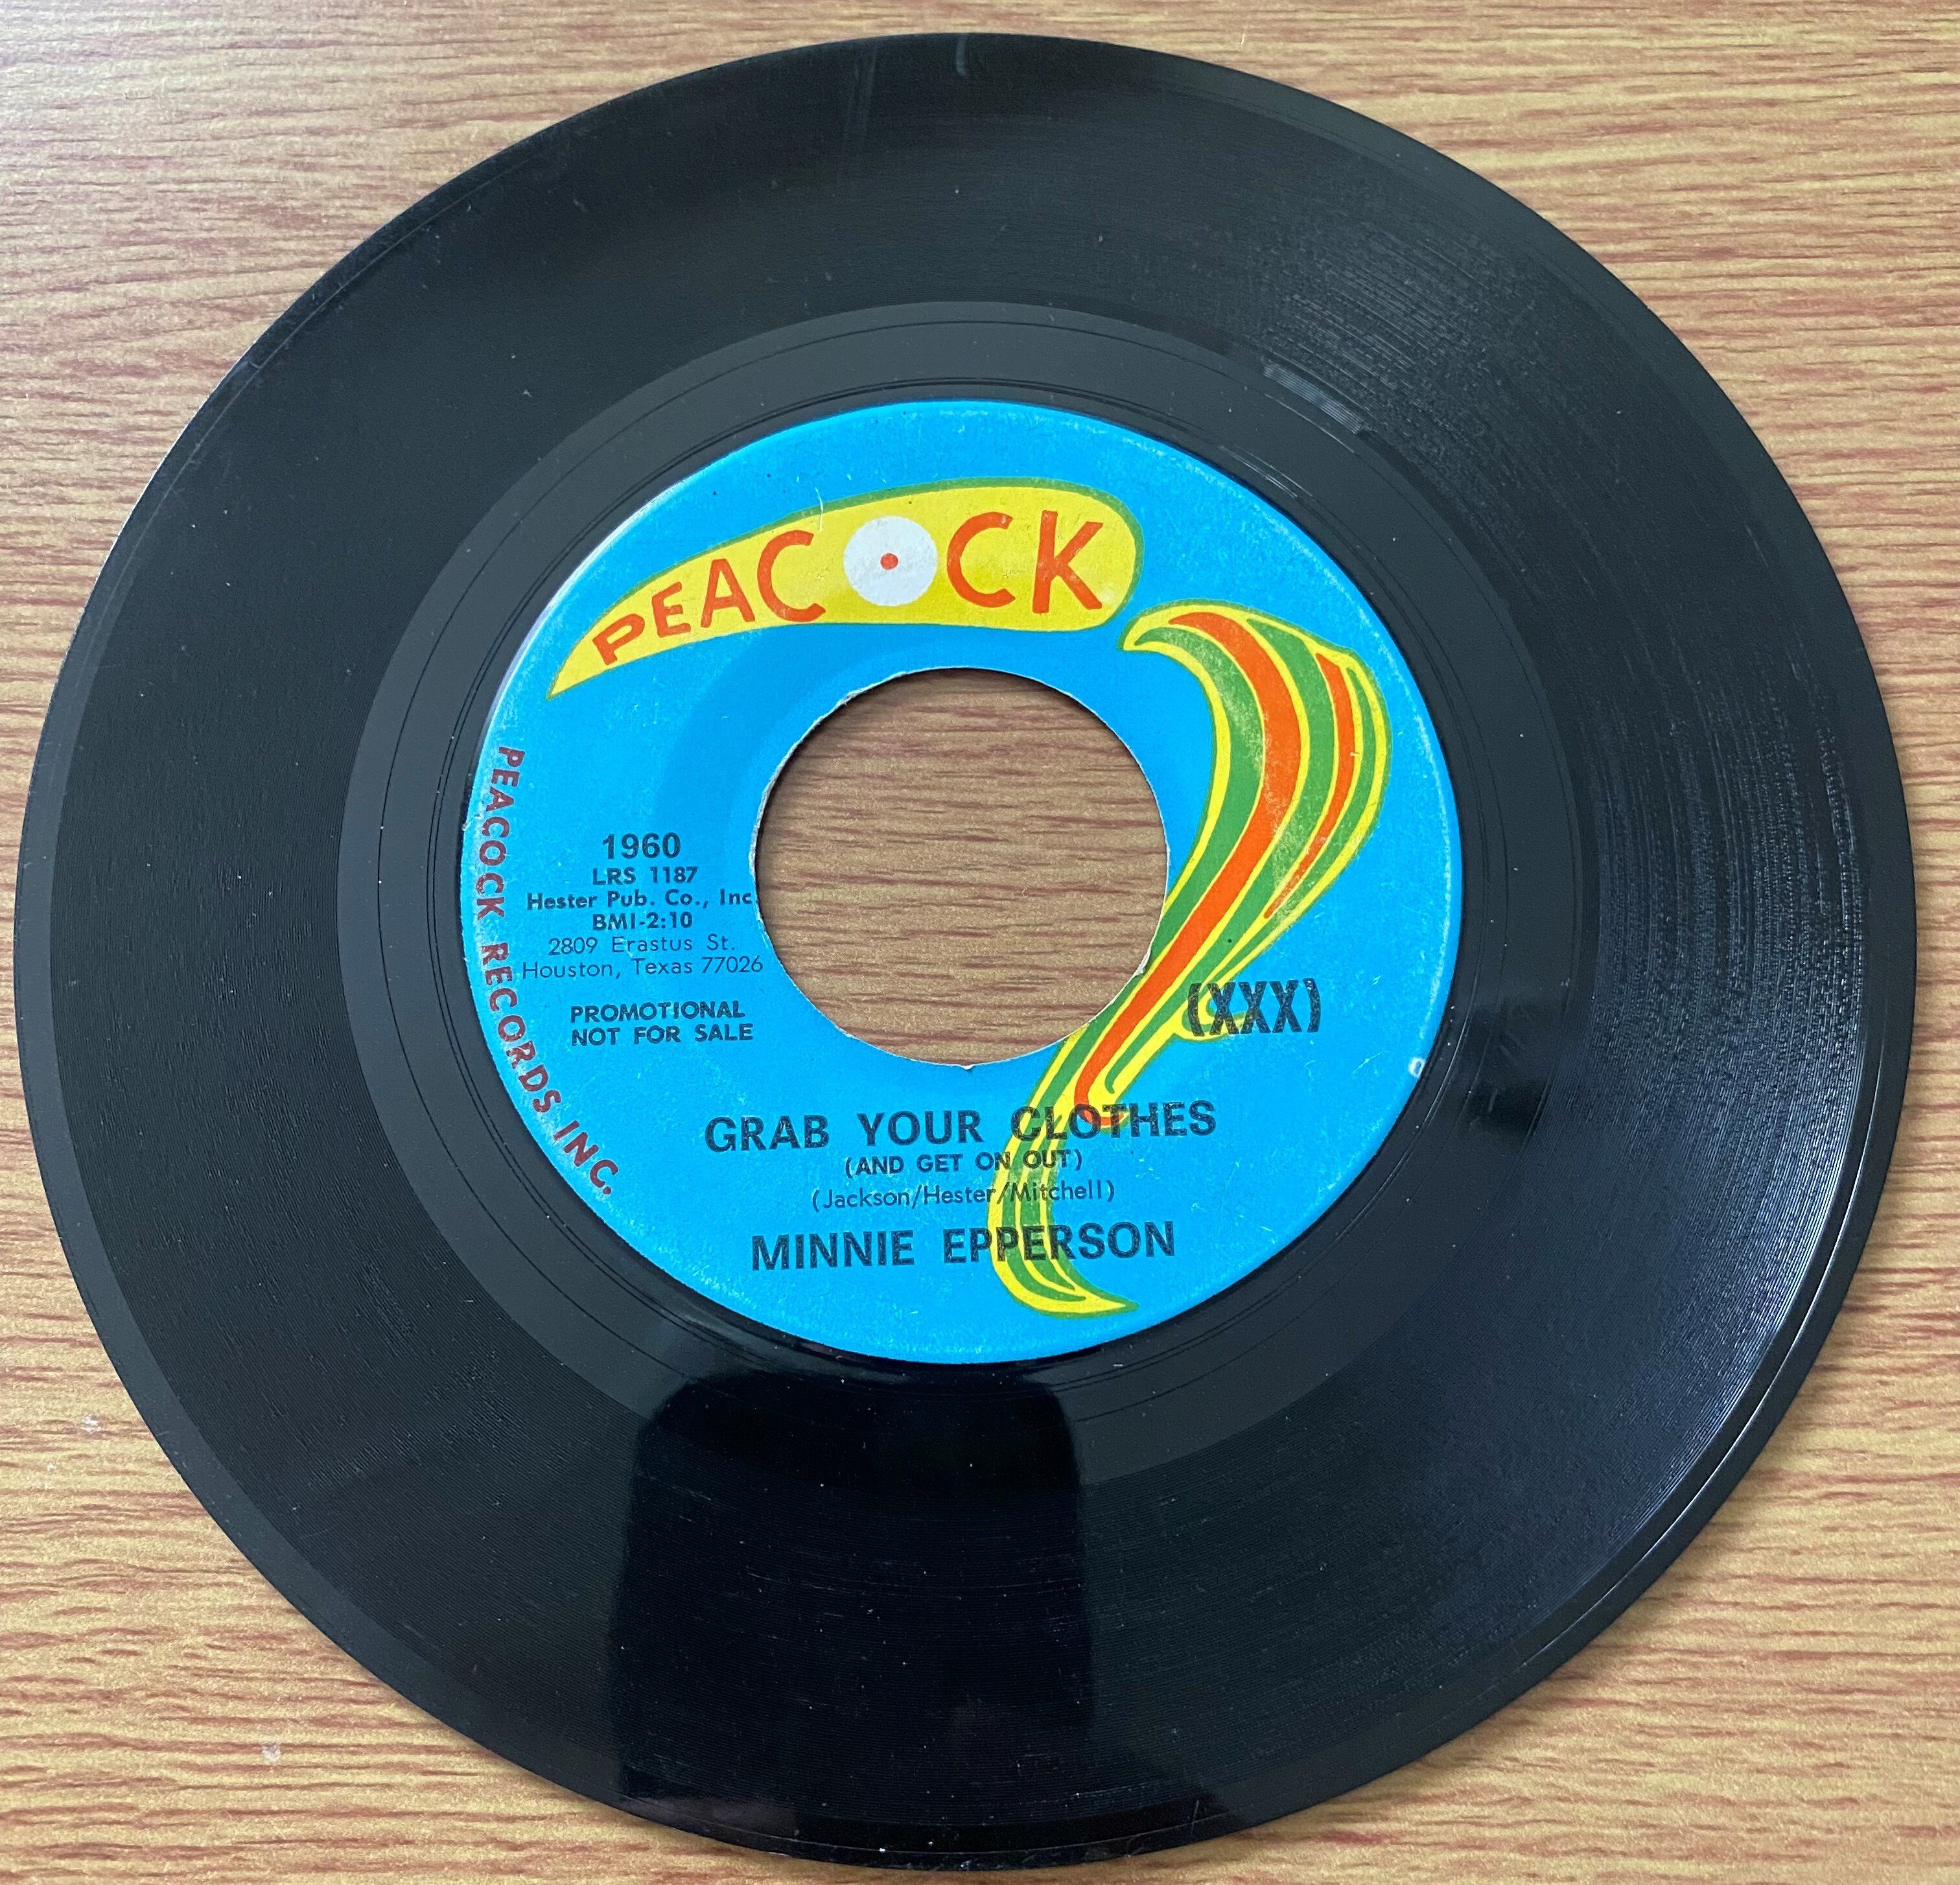 PEACOCK
PEACOCK RECORDS INC.
1960
LRS 1187
Hester Pub. Co., Inc
BMI-2:10
2809 Erastus St.
Houston, Texas 77026
PROMOTIONAL
NOT FOR SALE
(XXX)
GRAB YOUR CLOTHES
(AND GET ON OUT)
(Jackson/Hester/Mitchell)
MINNIE EPPERSON